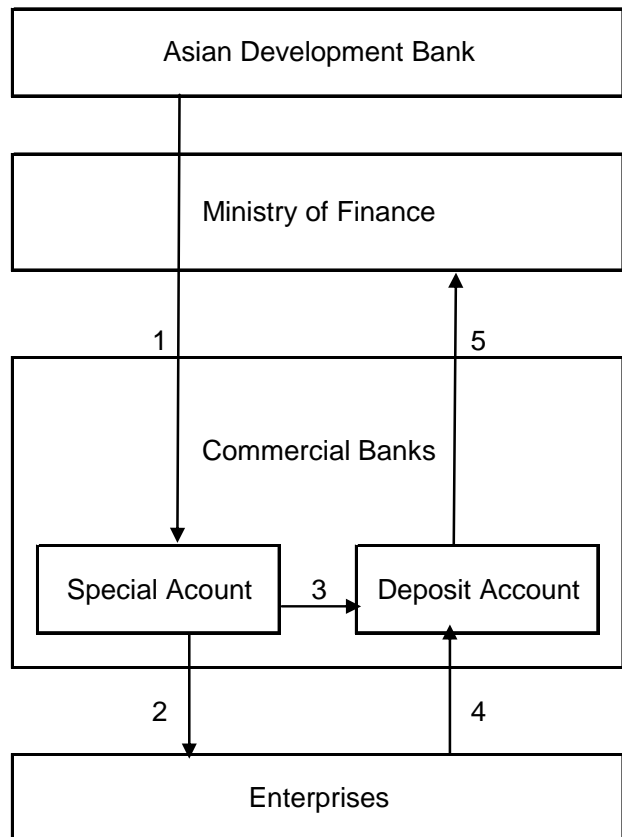 Asian Development Bank
Ministry of Finance
1
5
Commercial Banks
Special Acount
3
Deposit Account
2
4
Enterprises